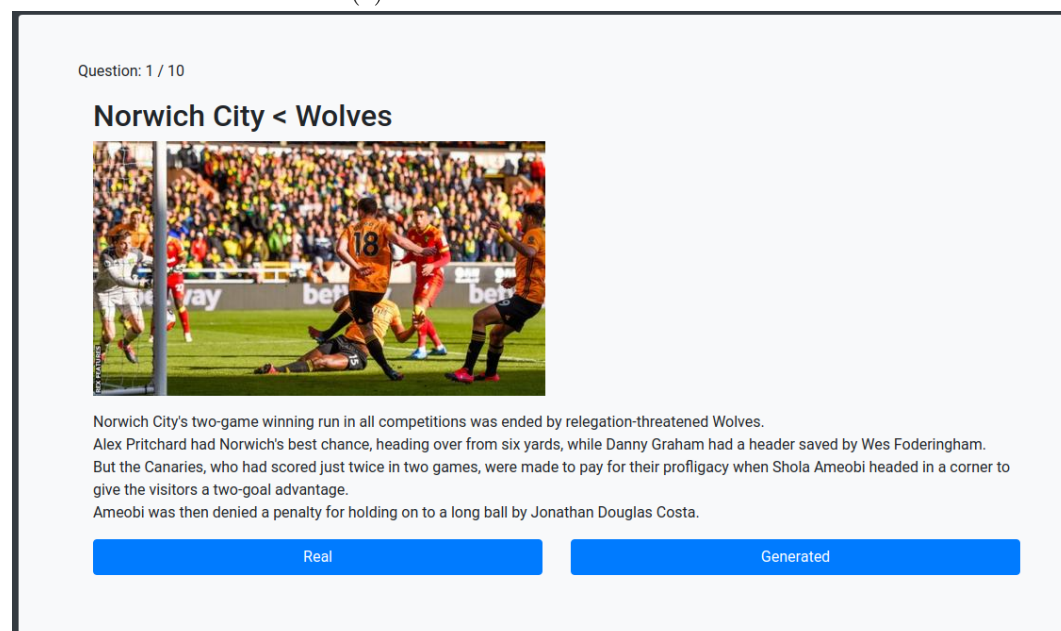 Question: 1 / 10
Norwich City < Wolves
18
way
bet
bet
15
REX FEATURES
Norwich City's two-game winning run in all competitions was ended by relegation-threatened Wolves.
Alex Pritchard had Norwich's best chance, heading over from six yards, while Danny Graham had a header saved by Wes Foderingham.
But the Canaries, who had scored just twice in two games, were made to pay for their profligacy when Shola Ameobi headed in a corner to
give the visitors a two-goal advantage.
Ameobi was then denied a penalty for holding on to a long ball by Jonathan Douglas Costa.
Real
Generated